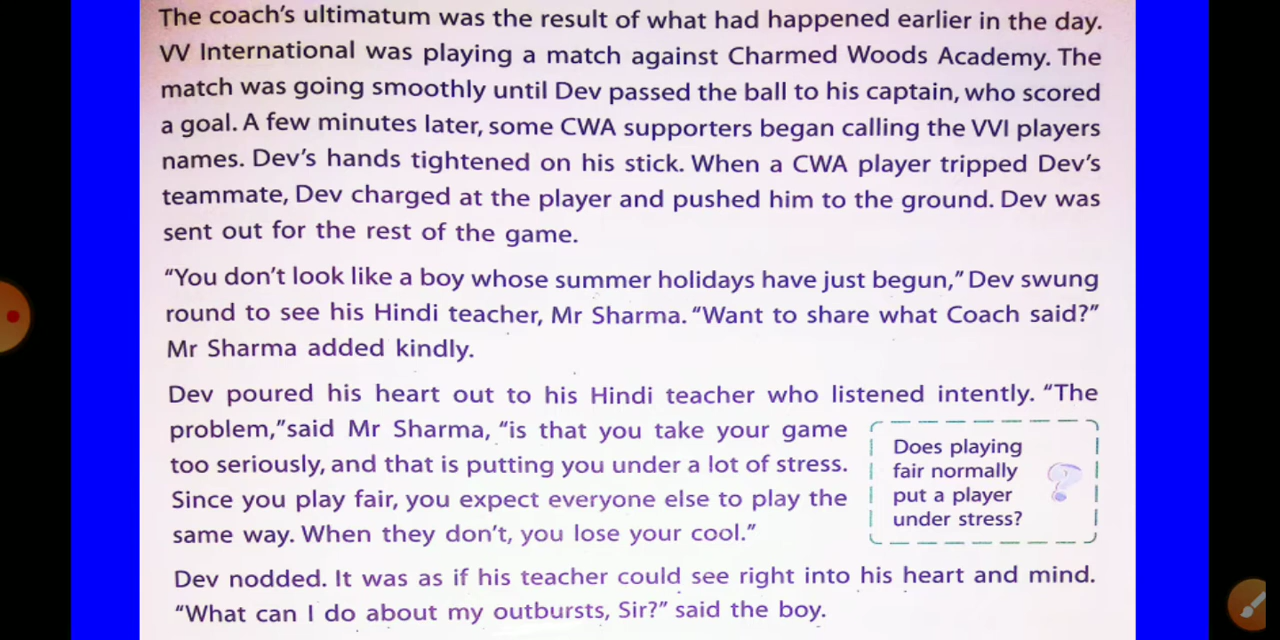 The coach's ultimatum was the result of what had happened earlier in the day.
VV International was playing a match against Charmed Woods Academy. The
match was going smoothly until Dev passed the ball to his captain, who scored
a goal. A few minutes later, some CWA supporters began calling the VVI players
names. Dev's hands tightened on his stick. When a CWA player tripped Dev's
teammate, Dev charged at the player and pushed him to the ground. Dev was
sent out for the rest of the game.
"You don't look like a boy whose summer holidays have just begun," Dev swung
round to see his Hindi teacher, Mr Sharma. "Want to share what Coach said?"
Mr Sharma added kindly.
Dev poured his heart out to his Hindi teacher who listened intently. "The
problem,"said Mr Sharma, "is that you take your game
too seriously, and that is putting you under a lot of stress.
Since you play fair, you expect everyone else to play the
same way. When they don't, you lose your cool."
Does playing
fair normally
put a player
under stress?
?
Dev nodded. It was as if his teacher could see right into his heart and mind.
"What can I do about my outbursts, Sir?" said the boy.